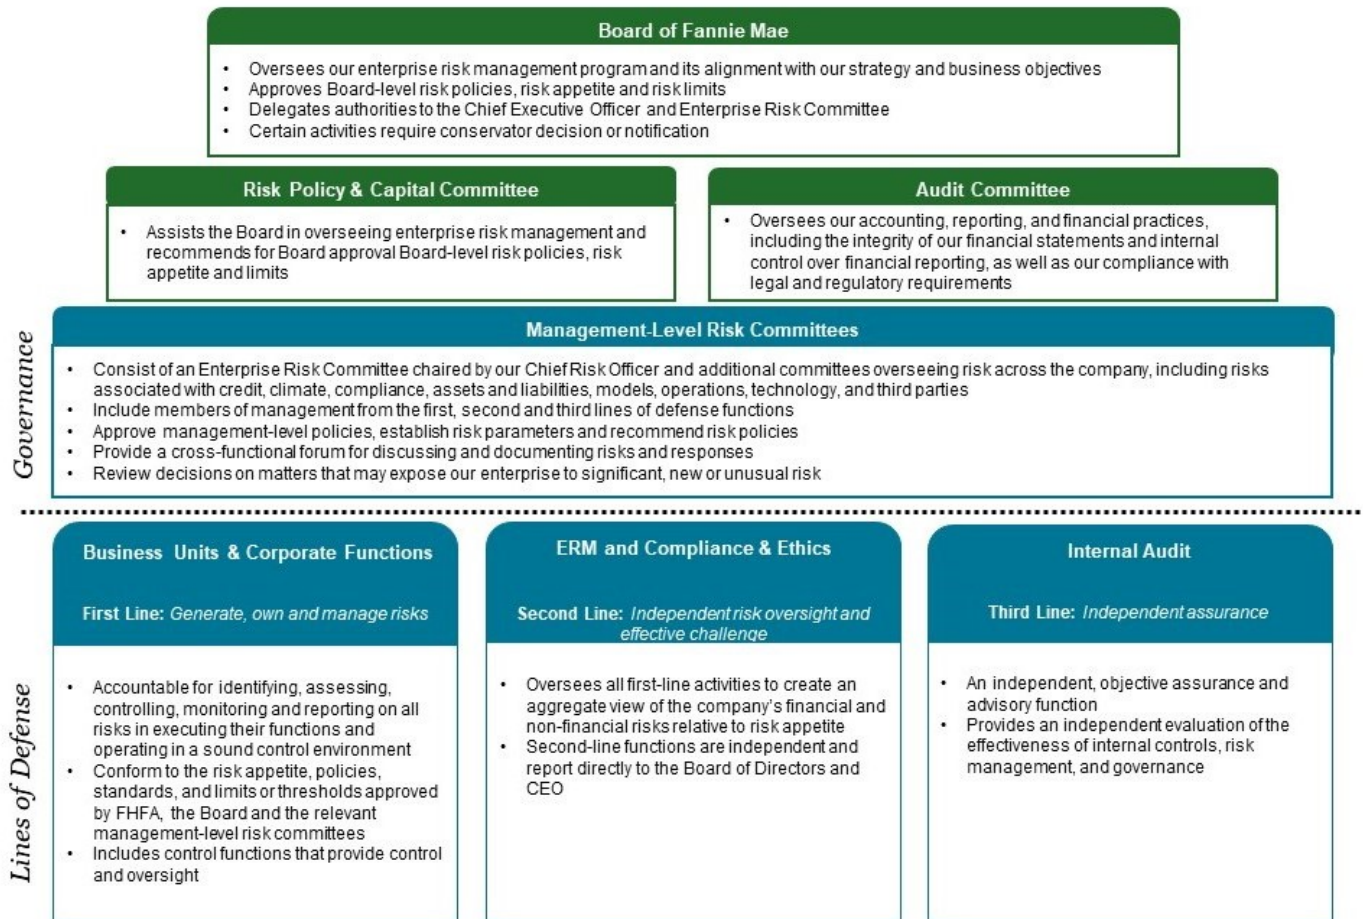 Board of Fannie Mae
• Oversees our enterprise risk management program and its alignment with our strategy and business objectives
• Approves Board-level risk policies, risk appetite and risk limits
• Delegates authorities to the Chief Executive Officer and Enterprise Risk Committee
• Certain activities require conservator decision or notification
Risk Policy & Capital Committee
• Assists the Board in overseeing enterprise risk management and
recommends for Board approval Board-level risk policies, risk
appetite and limits
Audit Committee
• Oversees our accounting, reporting, and financial practices,
including the integrity of our financial statements and internal
control over financial reporting, as well as our compliance with
legal and regulatory requirements
Governance
Management-Level Risk Committees
• Consist of an Enterprise Risk Committee chaired by our Chief Risk Officer and additional committees overseeing risk across the company, including risks
associated with credit, climate, compliance, assets and liabilities, models, operations, technology, and third parties
• Include members of management from the first, second and third lines of defense functions
• Approve management-level policies, establish risk parameters and recommend risk policies
• Provide a cross-functional forum for discussing and documenting risks and responses
• Review decisions on matters that may expose our enterprise to significant, new or unusual risk
Lines of Defense
Business Units & Corporate Functions
First Line: Generate, own and manage risks
• Accountable for identifying, assessing,
controlling, monitoring and reporting on all
risks in executing their functions and
operating in a sound control environment
• Conform to the risk appetite, policies,
standards, and limits or thresholds approved
by FHFA, the Board and the relevant
management-level risk committees
• Includes control functions that provide control
and oversight
ERM and Compliance & Ethics
Second Line: Independent risk oversight and
effective challenge
• Oversees all first-line activities to create an
aggregate view of the company's financial and
non-financial risks relative to risk appetite
• Second-line functions are independent and
report directly to the Board of Directors and
CEO
Internal Audit
Third Line: Independent assurance
• An independent, objective assurance and
advisory function
• Provides an independent evaluation of the
effectiveness of internal controls, risk
management, and governance